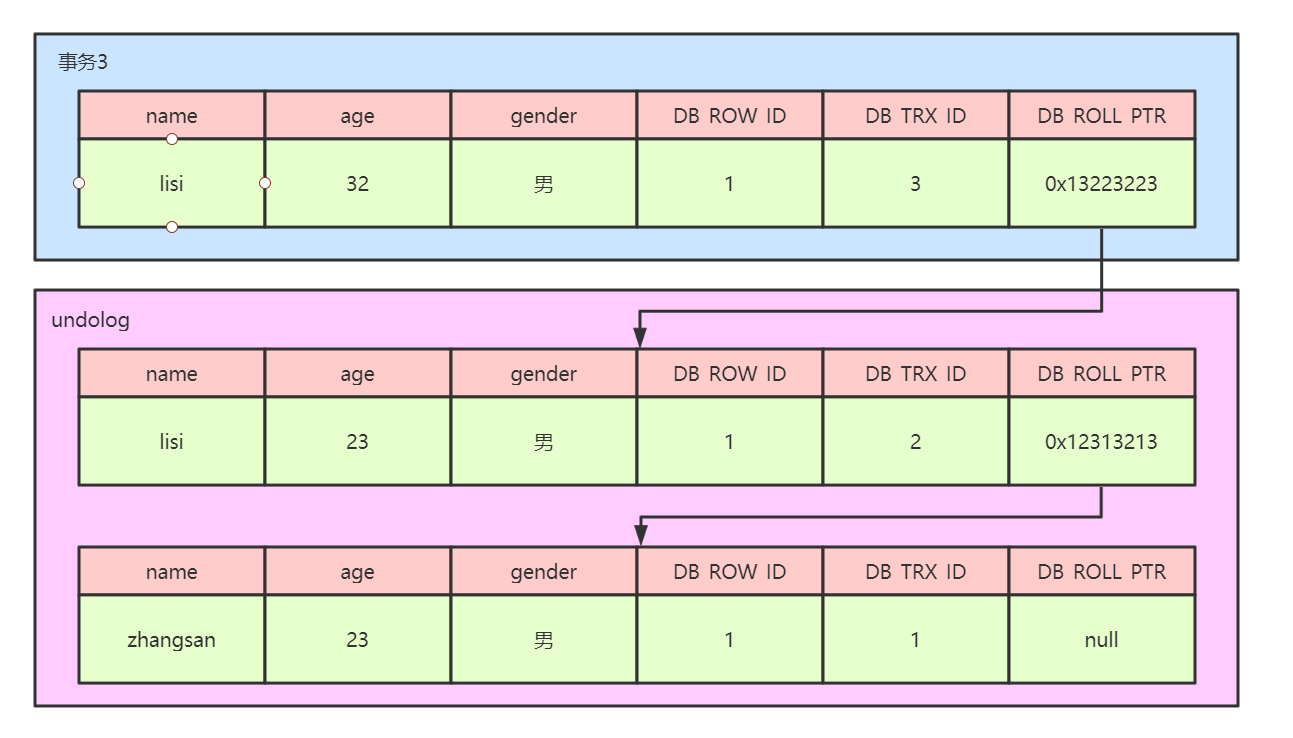 事务3
name age gender DB ROW ID DB TRX ID DB ROLL PTR
lisi 32 男 1 3 0x13223223
undolog
name age gender DB ROW ID DB TRX ID DB ROLL PTR
lisi 23 男 1 2 0x12313213
name age gender DB ROW ID DB TRX ID DB ROLL PTR
zhangsan 23 男 1 1 null